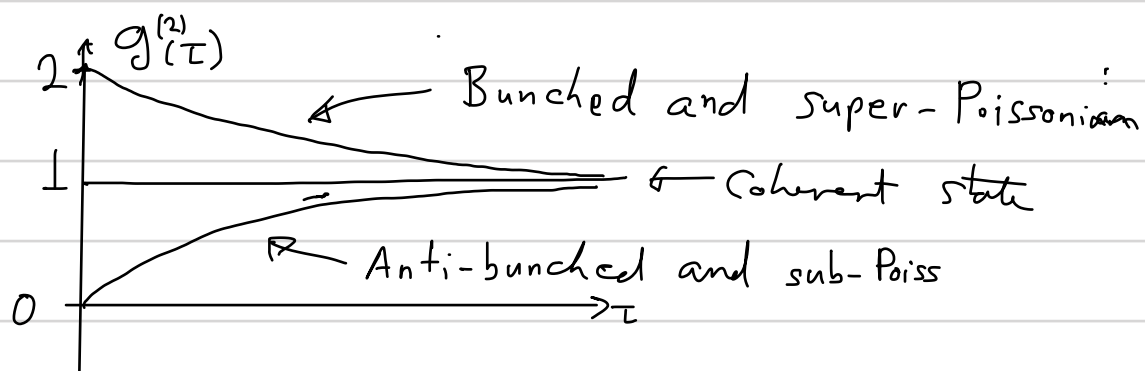 g⁽²⁾(τ)
2
Bunched and super-Poissonian
1
Coherent state
Anti-bunched and sub-Poiss
0
τ